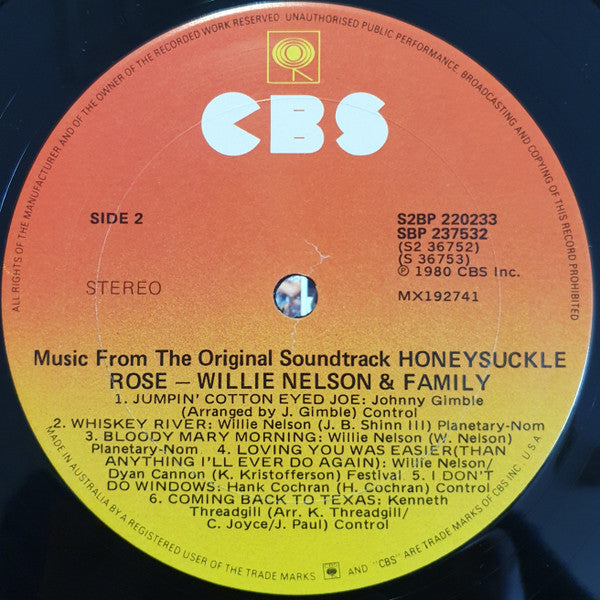 ALL RIGHTS OF THE MANUFACTURER AND OF THE OWNER OF THE RECORDED WORK RESERVED UNAUTHORISED PUBLIC PERFORMANCE, BROADCASTING AND COPYING OF THIS RECORD PROHIBITED
CBS
SIDE 2
S2BP 220233
SBP 237532
(S2 36752)
(S 36753)
STEREO
℗ 1980 CBS Inc.
MX192741
Music From The Original Soundtrack HONEYSUCKLE
ROSE – WILLIE NELSON & FAMILY
1. JUMPIN' COTTON EYED JOE: Johnny Gimble
(Arranged by J. Gimble) Control
2. WHISKEY RIVER: Willie Nelson (J. B. Shinn III) Planetary-Nom
3. BLOODY MARY MORNING: Willie Nelson (W. Nelson)
Planetary-Nom 4. LOVING YOU WAS EASIER(THAN
ANYTHING I'LL EVER DO AGAIN): Willie Nelson/
Dyan Cannon (K. Kristofferson) Festival 5. I DON'T
DO WINDOWS: Hank Cochran (H. Cochran) Control
6. COMING BACK TO TEXAS: Kenneth
Threadgill (Arr. K. Threadgill/
C. Joyce/J. Paul) Control
MADE IN AUSTRALIA BY A REGISTERED USER OF THE TRADE MARKS AND "CBS" ARE TRADE MARKS OF CBS INC U.S.A.